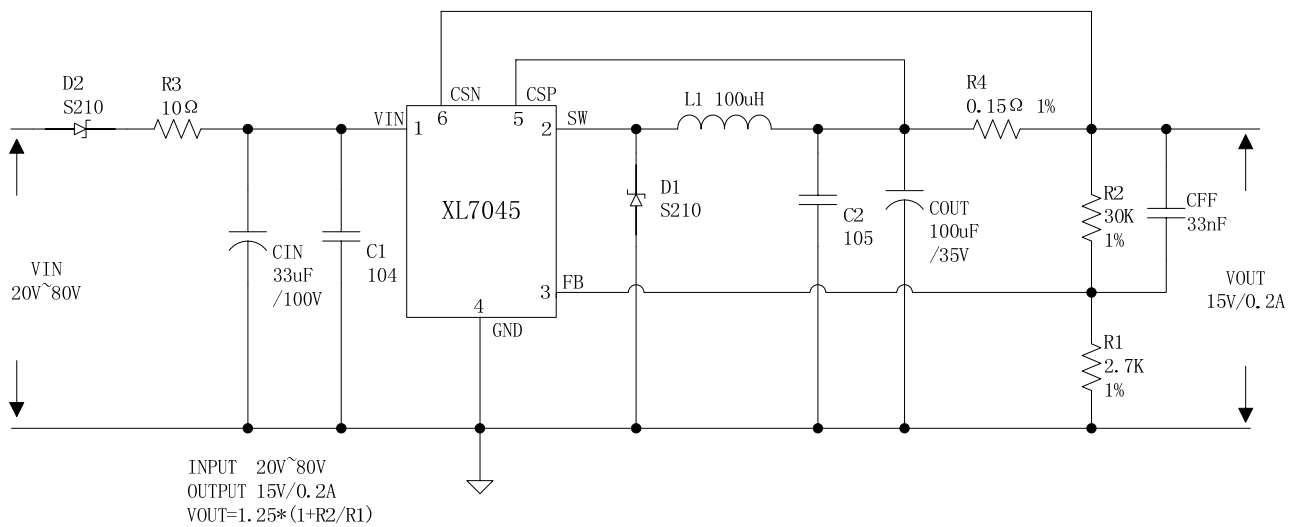 D2
S210
R3
10Ω
VIN
CSN
CSP
SW
1
6
5
2
L1 100uH
R4
0.15Ω 1%
XL7045
D1
S210
R2
30K
1%
CFF
33nF
C2
105
COUT
100uF
/35V
CIN
33uF
/100V
C1
104
VIN
20V~80V
FB
3
4
GND
VOUT
15V/0.2A
R1
2.7K
1%
INPUT 20V~80V
OUTPUT 15V/0.2A
VOUT=1.25*(1+R2/R1)